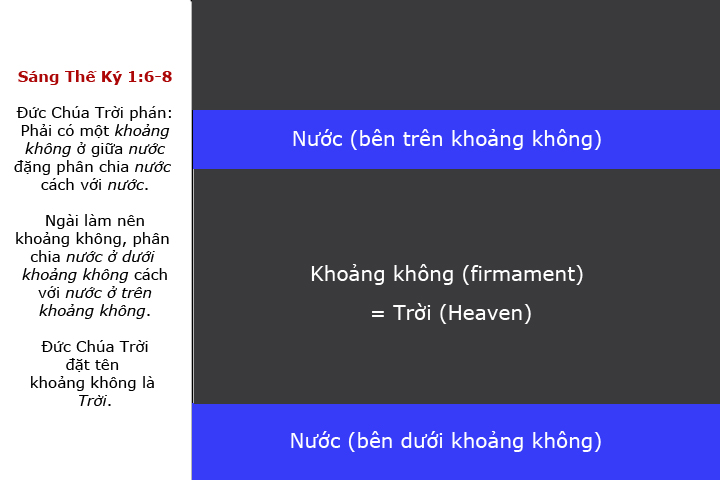 Sáng Thế Ký 1:6-8
Đức Chúa Trời phán:
Phải có một khoảng
không ở giữa nước
đặng phân chia nước
cách với nước.
Ngài làm nên
khoảng không, phân
chia nước ở dưới
khoảng không cách
với nước ở trên
khoảng không.
Đức Chúa Trời
đặt tên
khoảng không là
Trời.
Nước (bên trên khoảng không)
Khoảng không (firmament)
= Trời (Heaven)
Nước (bên dưới khoảng không)